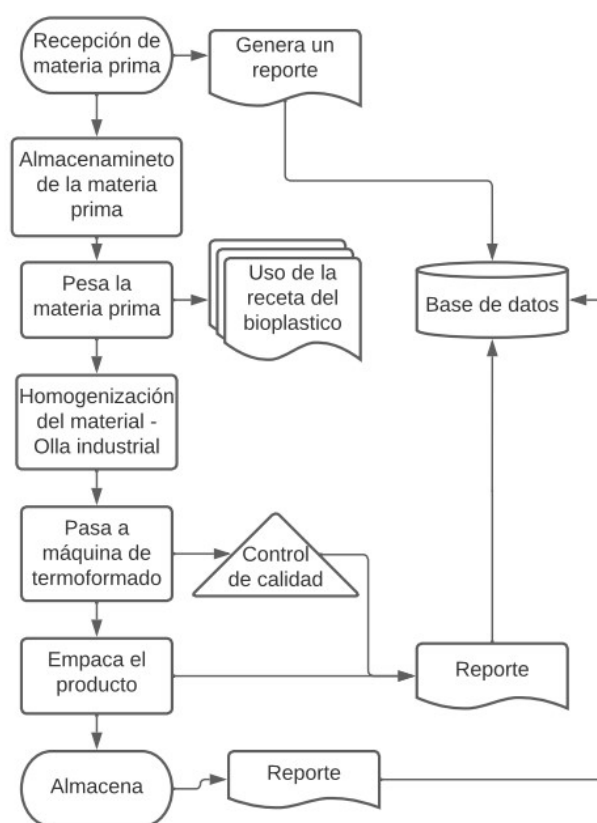 Recepción de
materia prima
Genera un
reporte
Almacenamineto
de la materia
prima
Pesa la
materia prima
Uso de la
receta del
bioplastico
Base de datos
Homogenización
del material -
Olla industrial
Pasa a
máquina de
termoformado
Control
de calidad
Empaca el
producto
Reporte
Almacena
Reporte